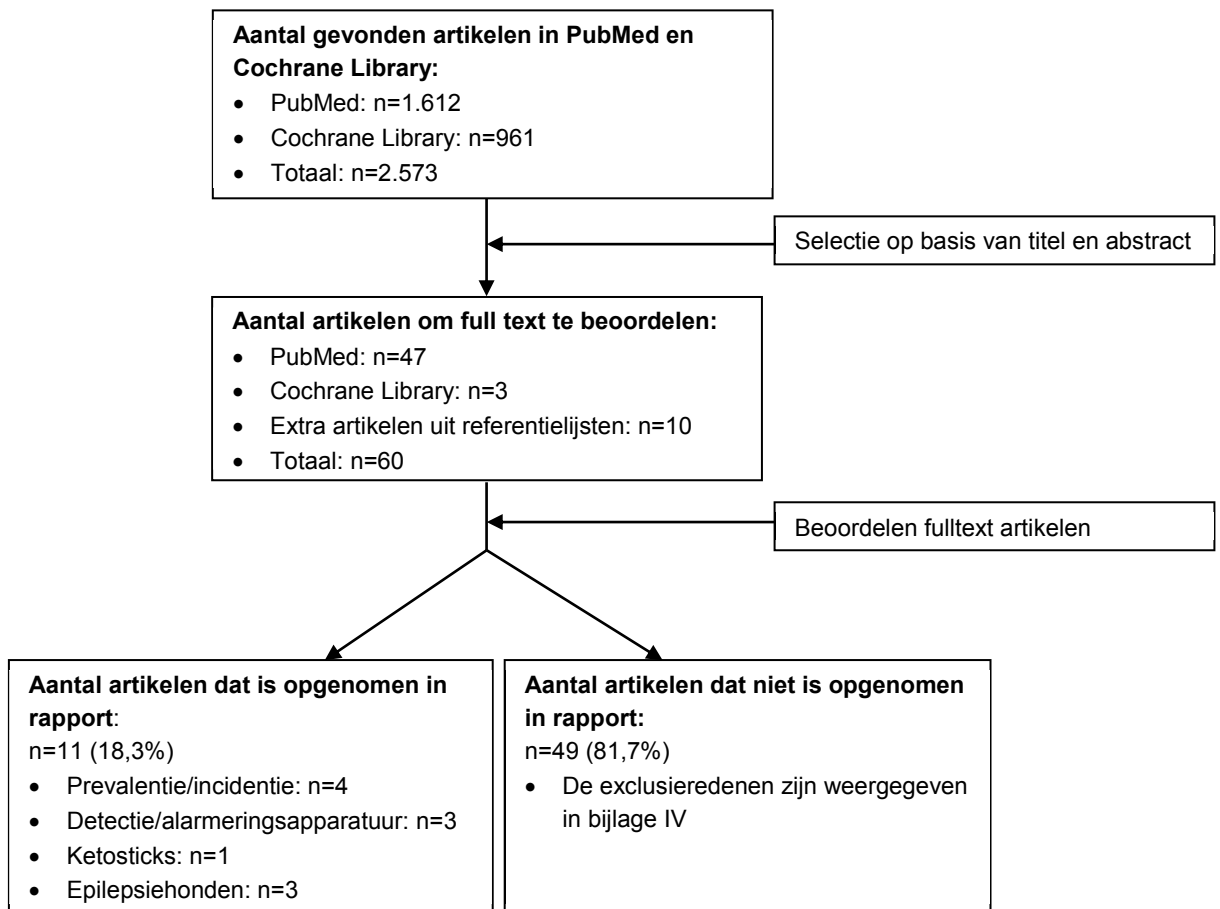 Aantal gevonden artikelen in PubMed en
Cochrane Library:
• PubMed: n=1.612
• Cochrane Library: n=961
• Totaal: n=2.573
Selectie op basis van titel en abstract
Aantal artikelen om full text te beoordelen:
• PubMed: n=47
• Cochrane Library: n=3
• Extra artikelen uit referentielijsten: n=10
• Totaal: n=60
Beoordelen fulltext artikelen
Aantal artikelen dat is opgenomen in
rapport:
n=11 (18,3%)
• Prevalentie/incidentie: n=4
• Detectie/alarmeringsapparatuur: n=3
• Ketosticks: n=1
• Epilepsiehonden: n=3
Aantal artikelen dat niet is opgenomen
in rapport:
n=49 (81,7%)
• De exclusieredenen zijn weergegeven
in bijlage IV